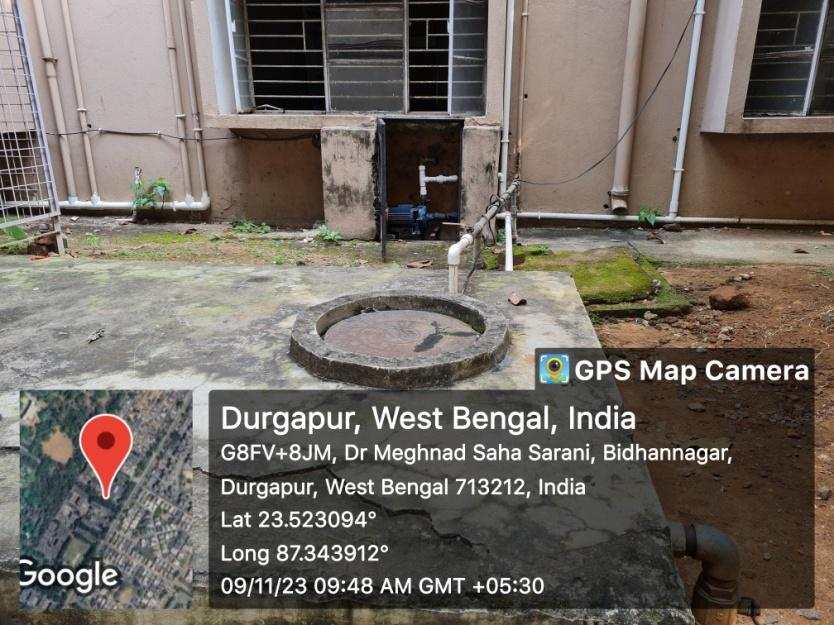 GPS Map Camera
Durgapur, West Bengal, India
G8FV+8JM, Dr Meghnad Saha Sarani, Bidhannagar,
Durgapur, West Bengal 713212, India
Lat 23.523094°
Long 87.343912°
09/11/23 09:48 AM GMT +05:30
Google